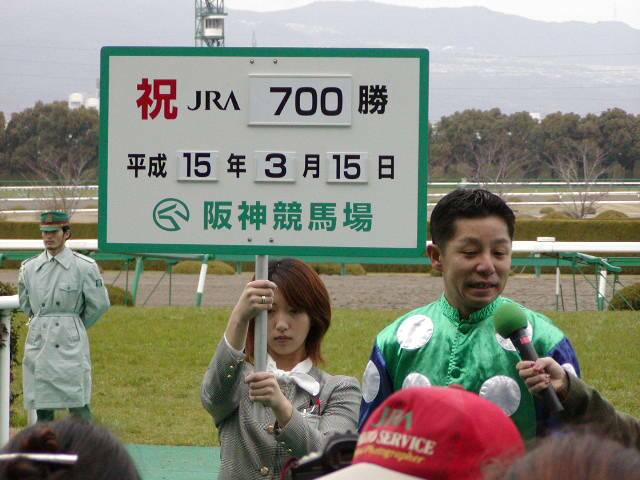 祝 JRA 700 勝
平成 15 年 3 月 15 日
阪神競馬場
JRA
PHOTO SERVICE
Photographer